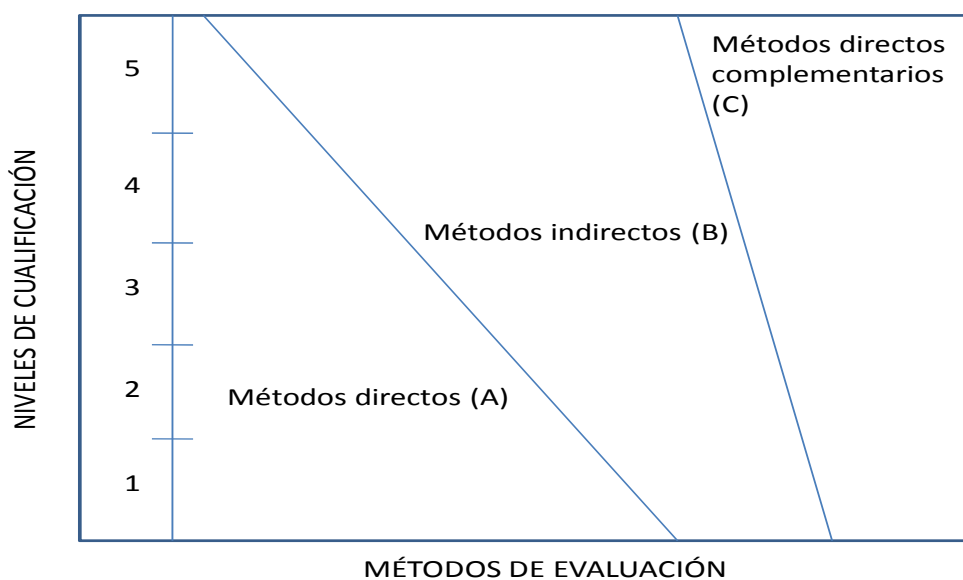 Métodos directos
complementarios
(C)
5
4
Métodos indirectos (B)
3
2
Métodos directos (A)
1
NIVELES DE CUALIFICACIÓN
MÉTODOS DE EVALUACIÓN